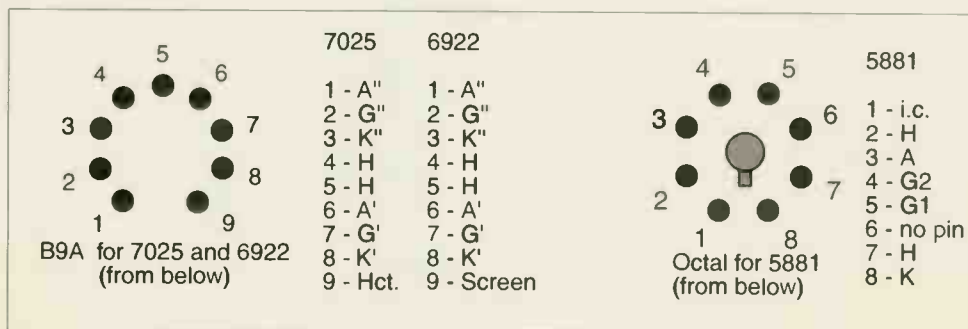 5
4 6
3 7
2 8
1 9
B9A for 7025 and 6922
(from below)
7025 6922
1 - A" 1 - A"
2 - G" 2 - G"
3 - K" 3 - K"
4 - H 4 - H
5 - H 5 - H
6 - A' 6 - A'
7 - G' 7 - G'
8 - K' 8 - K'
9 - Hct. 9 - Screen
4 5
3 6
2 7
1 8
Octal for 5881
(from below)
5881
1 - i.c.
2 - H
3 - A
4 - G2
5 - G1
6 - no pin
7 - H
8 - K